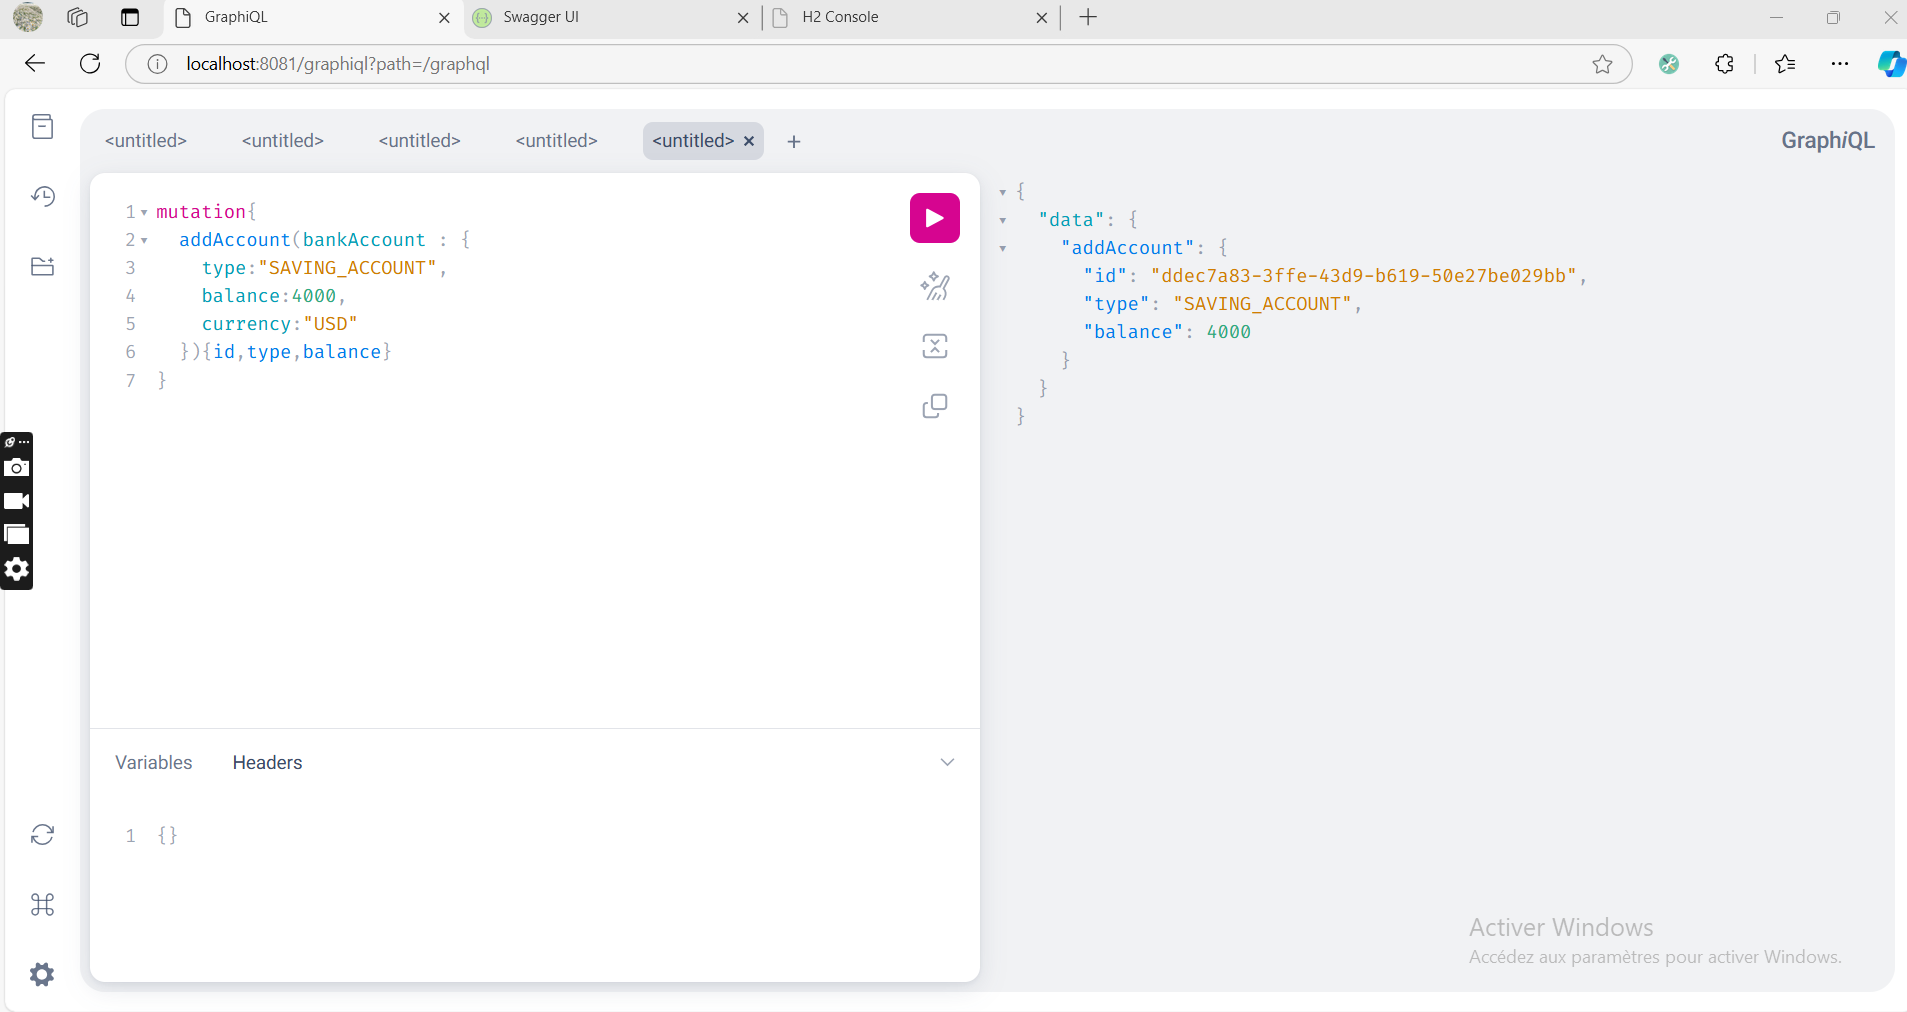 GraphiQL
Swagger UI
H2 Console
localhost:8081/graphiql?path=/graphql
<untitled> <untitled> <untitled> <untitled> <untitled>
GraphiQL
1 mutation{
2 addAccount(bankAccount : {
3 type:"SAVING_ACCOUNT",
4 balance:4000,
5 currency:"USD"
6 }){id,type,balance}
7 }
{
"data": {
"addAccount": {
"id": "ddec7a83-3ffe-43d9-b619-50e27be029bb",
"type": "SAVING_ACCOUNT",
"balance": 4000
}
}
}
Variables Headers
1 {}
Activer Windows
Accédez aux paramètres pour activer Windows.